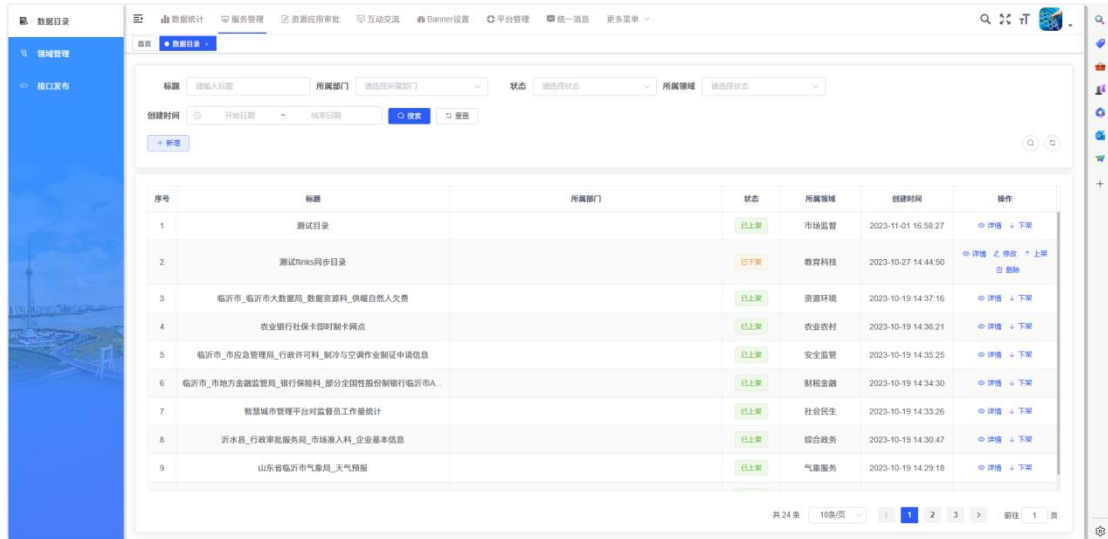 数据目录
领域管理
接口发布
数据统计 服务管理 资源应用审批 互动交流 Banner设置 平台管理 统一消息 更多菜单
首页 数据目录 ×
标题 请输入标题 所属部门 请选择所属部门 状态 请选择状态 所属领域 请选择状态
创建时间 开始日期 ~ 结束日期 搜索 重置
+ 新增
序号 标题 所属部门 状态 所属领域 创建时间 操作
1 测试目录 已上架 市场监督 2023-11-01 16:58:27 详情 下架
2 测试flinks同步目录 已下架 教育科技 2023-10-27 14:44:50 详情 修改 上架
删除
3 临沂市_临沂市大数据局_数据资源科_供暖自然人欠费 已上架 资源环境 2023-10-19 14:37:16 详情 下架
4 农业银行社保卡即时制卡网点 已上架 农业农村 2023-10-19 14:36:21 详情 下架
5 临沂市_市应急管理局_行政许可科_制冷与空调作业制证申请信息 已上架 安全监管 2023-10-19 14:35:25 详情 下架
6 临沂市_市地方金融监管局_银行保险科_部分全国性股份制银行临沂市A... 已上架 财税金融 2023-10-19 14:34:30 详情 下架
7 智慧城市管理平台对监督员工作量统计 已上架 社会民生 2023-10-19 14:33:26 详情 下架
8 沂水县_行政审批服务局_市场准入科_企业基本信息 已上架 综合政务 2023-10-19 14:30:47 详情 下架
9 山东省临沂市气象局_天气预报 已上架 气象服务 2023-10-19 14:29:18 详情 下架
共 24 条 10条/页 < 1 2 3 > 前往 1 页